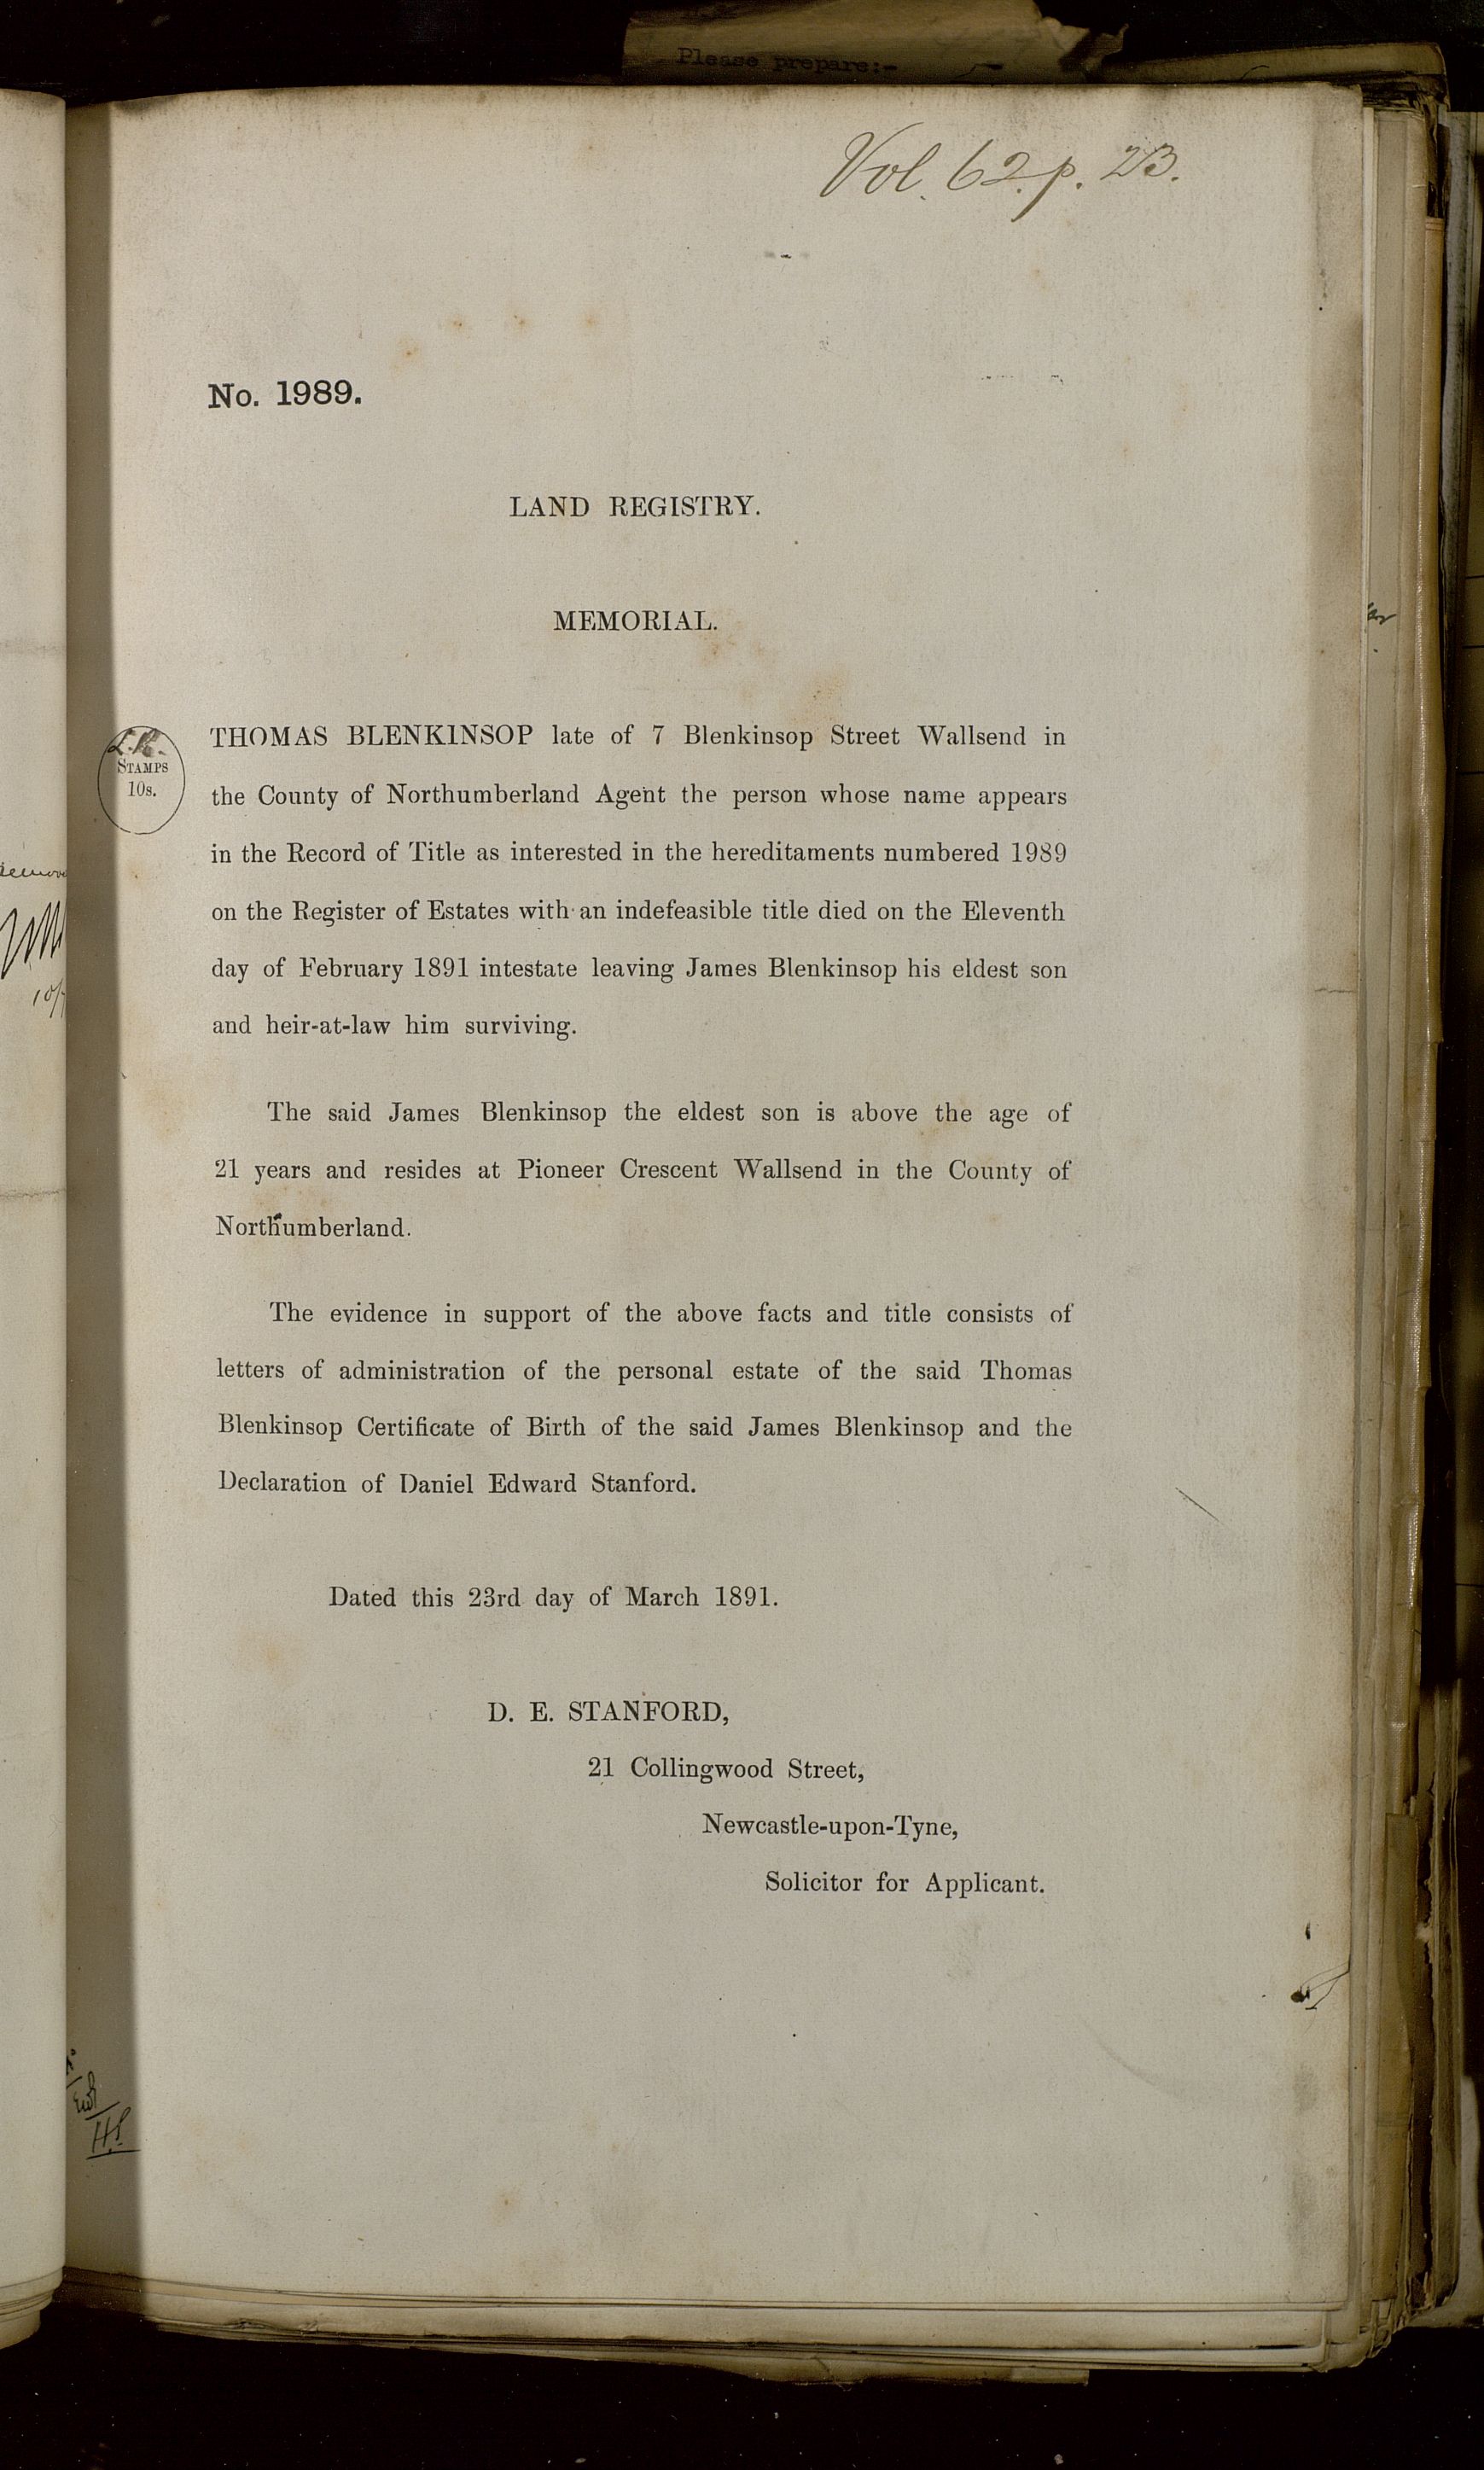 Please prepare:-
Vol. 62. p. 23.
No. 1989.
LAND REGISTRY.
MEMORIAL.
L.R.
STAMPS
10s.
THOMAS BLENKINSOP late of 7 Blenkinsop Street Wallsend in
the County of Northumberland Agent the person whose name appears
in the Record of Title as interested in the hereditaments numbered 1989
on the Register of Estates with an indefeasible title died on the Eleventh
day of February 1891 intestate leaving James Blenkinsop his eldest son
and heir-at-law him surviving.
The said James Blenkinsop the eldest son is above the age of
21 years and resides at Pioneer Crescent Wallsend in the County of
Northumberland.
The evidence in support of the above facts and title consists of
letters of administration of the personal estate of the said Thomas
Blenkinsop Certificate of Birth of the said James Blenkinsop and the
Declaration of Daniel Edward Stanford.
Dated this 23rd day of March 1891.
D. E. STANFORD,
21 Collingwood Street,
Newcastle-upon-Tyne,
Solicitor for Applicant.